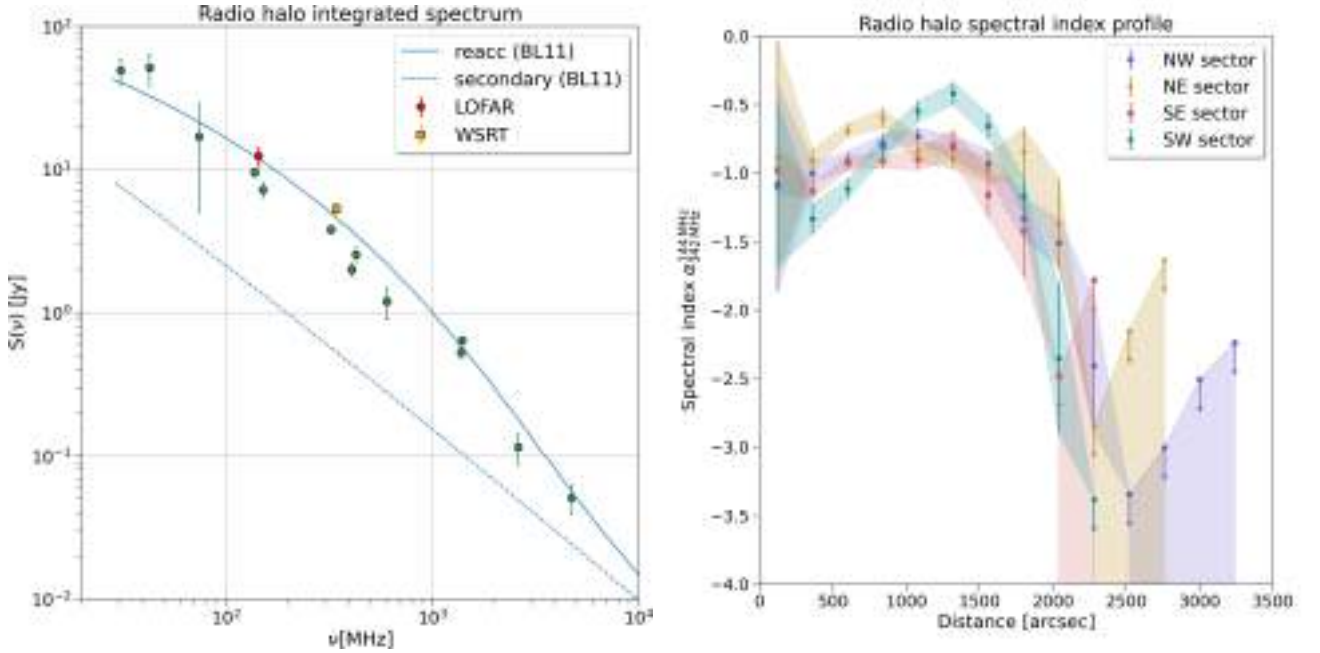 Radio halo integrated spectrum
10²
10¹
10⁰
10⁻¹
10⁻²
S(ν) [Jy]
reacc (BL11)
secondary (BL11)
LOFAR
WSRT
10² 10³
ν[MHz]
Radio halo spectral index profile
0.0
−0.5
−1.0
−1.5
−2.0
−2.5
−3.0
−3.5
−4.0
Spectral index
NW sector
NE sector
SE sector
SW sector
0 500 1000 1500 2000 2500 3000 3500
Distance [arcsec]